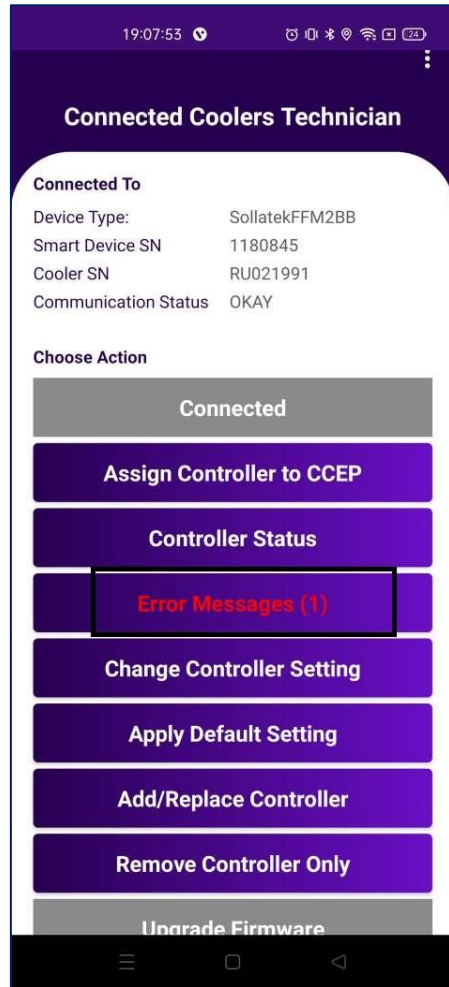 19:07:53 24
Connected Coolers Technician
Connected To
Device Type: SollatekFFM2BB
Smart Device SN 1180845
Cooler SN RU021991
Communication Status OKAY
Choose Action
Connected
Assign Controller to CCEP
Controller Status
Error Messages (1)
Change Controller Setting
Apply Default Setting
Add/Replace Controller
Remove Controller Only
Upgrade Firmware